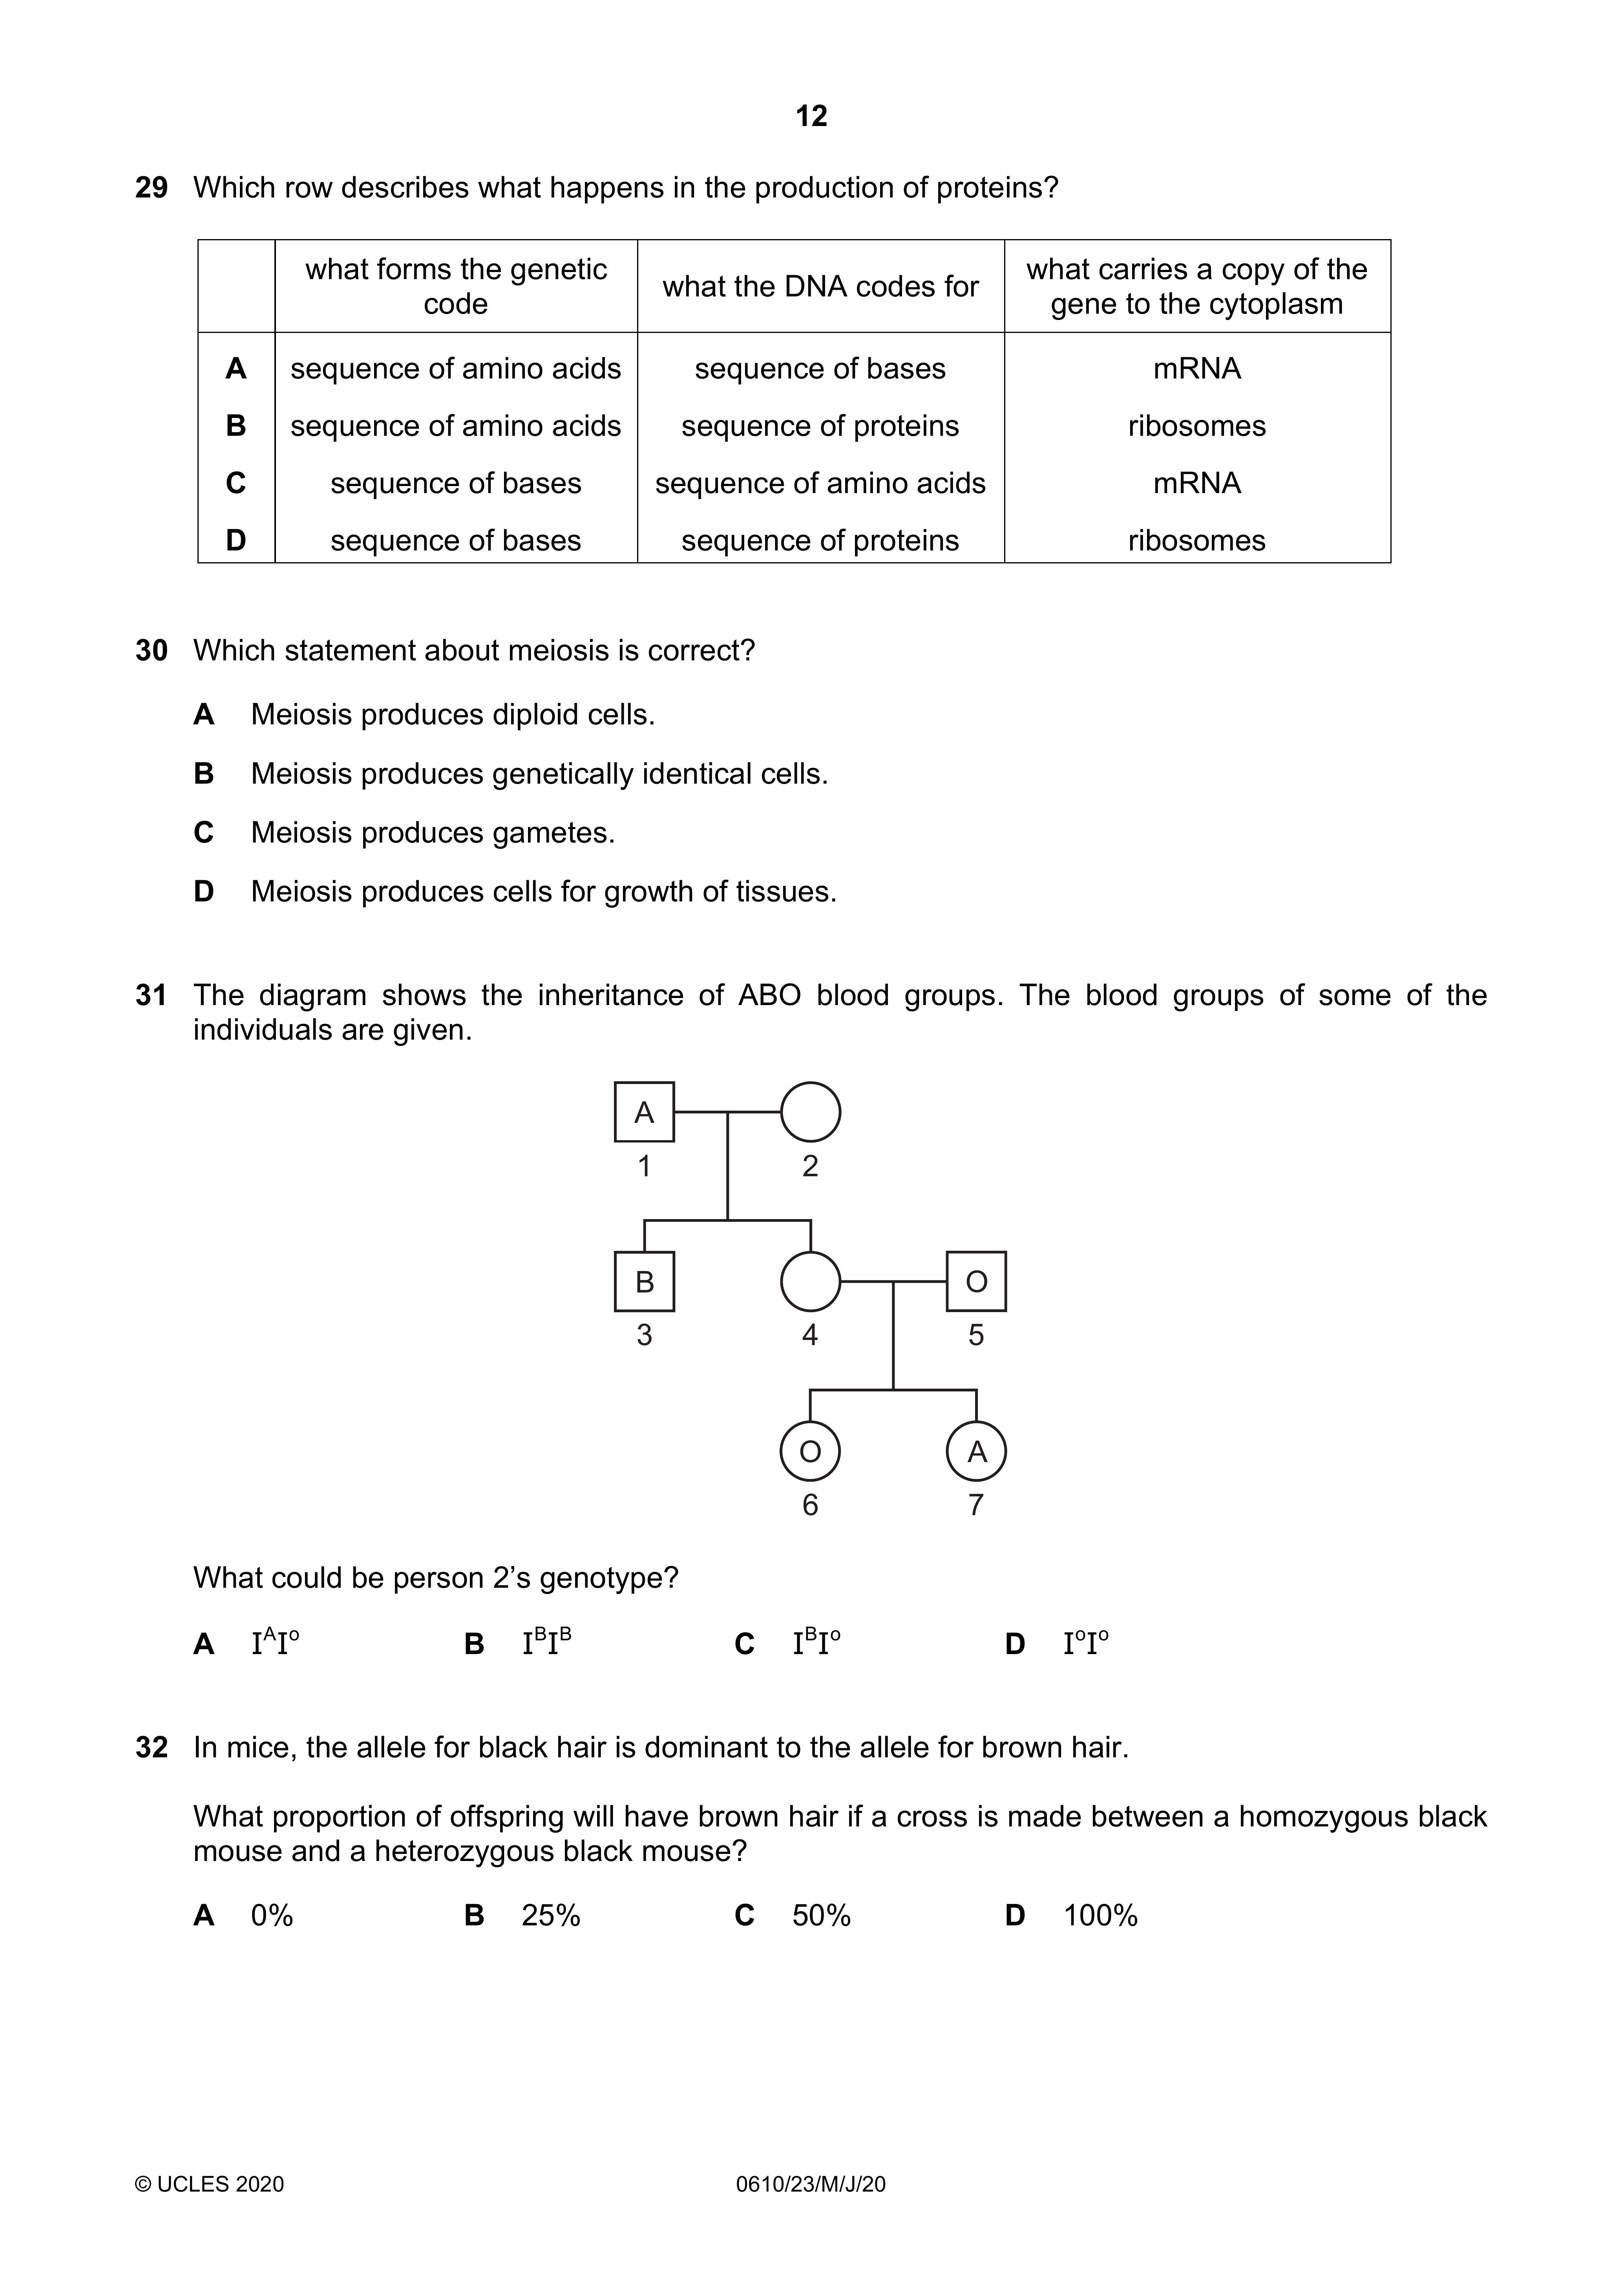 12
29 Which row describes what happens in the production of proteins?
what forms the genetic code what the DNA codes for what carries a copy of the gene to the cytoplasm
A sequence of amino acids sequence of bases mRNA
B sequence of amino acids sequence of proteins ribosomes
C sequence of bases sequence of amino acids mRNA
D sequence of bases sequence of proteins ribosomes
30 Which statement about meiosis is correct?
A Meiosis produces diploid cells.
B Meiosis produces genetically identical cells.
C Meiosis produces gametes.
D Meiosis produces cells for growth of tissues.
31 The diagram shows the inheritance of ABO blood groups. The blood groups of some of the
individuals are given.
A
1 2
B O
3 4 5
O A
6 7
What could be person 2’s genotype?
A IᴬIᵒ B IᴮIᴮ C IᴮIᵒ D IᵒIᵒ
32 In mice, the allele for black hair is dominant to the allele for brown hair.
What proportion of offspring will have brown hair if a cross is made between a homozygous black
mouse and a heterozygous black mouse?
A 0% B 25% C 50% D 100%
© UCLES 2020 0610/23/M/J/20